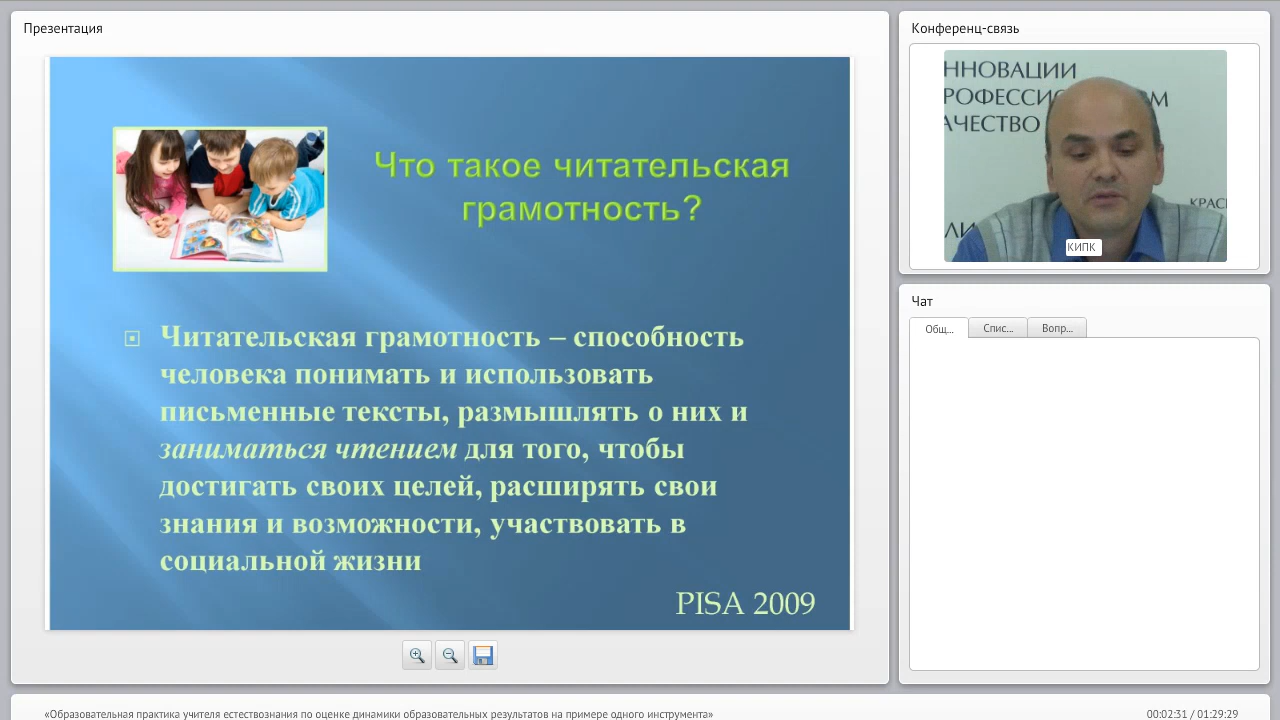 Презентация
Что такое читательская
грамотность?
Читательская грамотность – способность
человека понимать и использовать
письменные тексты, размышлять о них и
заниматься чтением для того, чтобы
достигать своих целей, расширять свои
знания и возможности, участвовать в
социальной жизни
PISA 2009
Конференц-связь
ННОВАЦИИ
РОФЕССИ
М
АЧЕСТВО
КРАС
ЛИ
КИПК
Чат
Общ...
Спис...
Вопр...
«Образовательная практика учителя естествознания по оценке динамики образовательных результатов на примере одного инструмента»
00:02:31 / 01:29:29